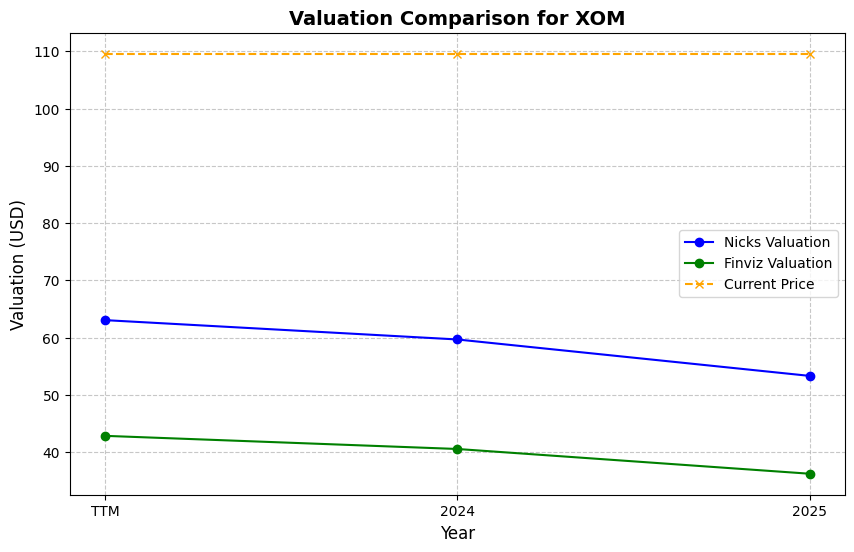 Valuation Comparison for XOM
Valuation (USD)
110
100
90
80
70
60
50
40
Nicks Valuation
Finviz Valuation
Current Price
TTM
2024
2025
Year